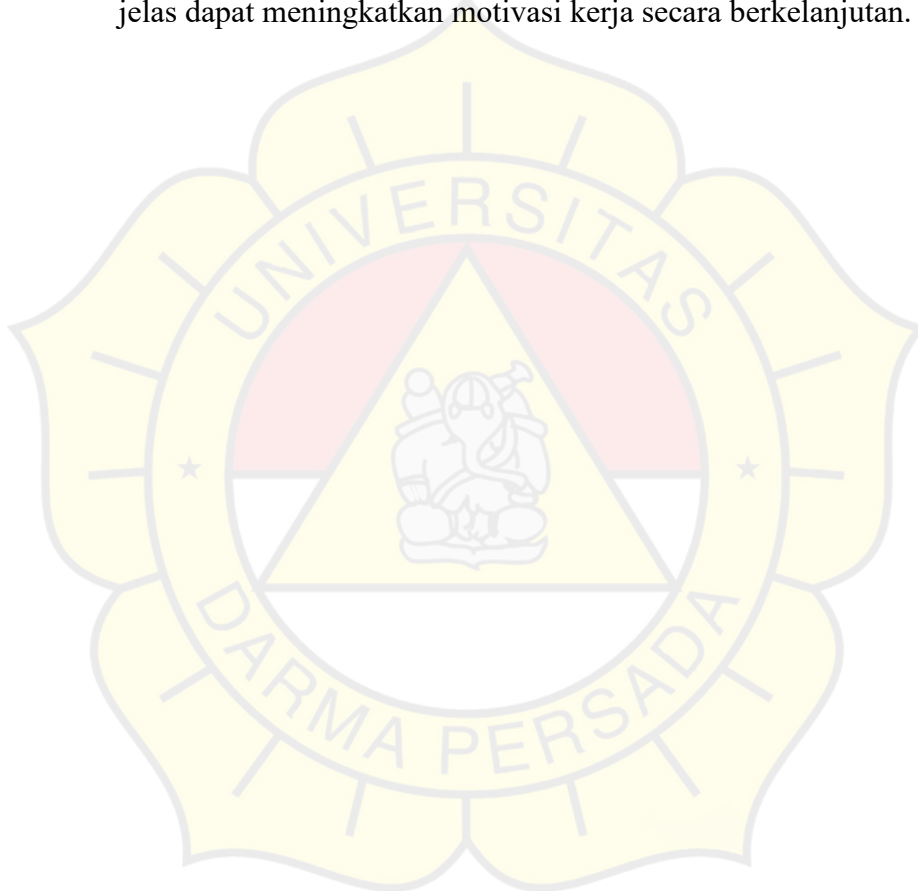 jelas dapat meningkatkan motivasi kerja secara berkelanjutan.
UNIVERSITAS
DARMA PERSADA